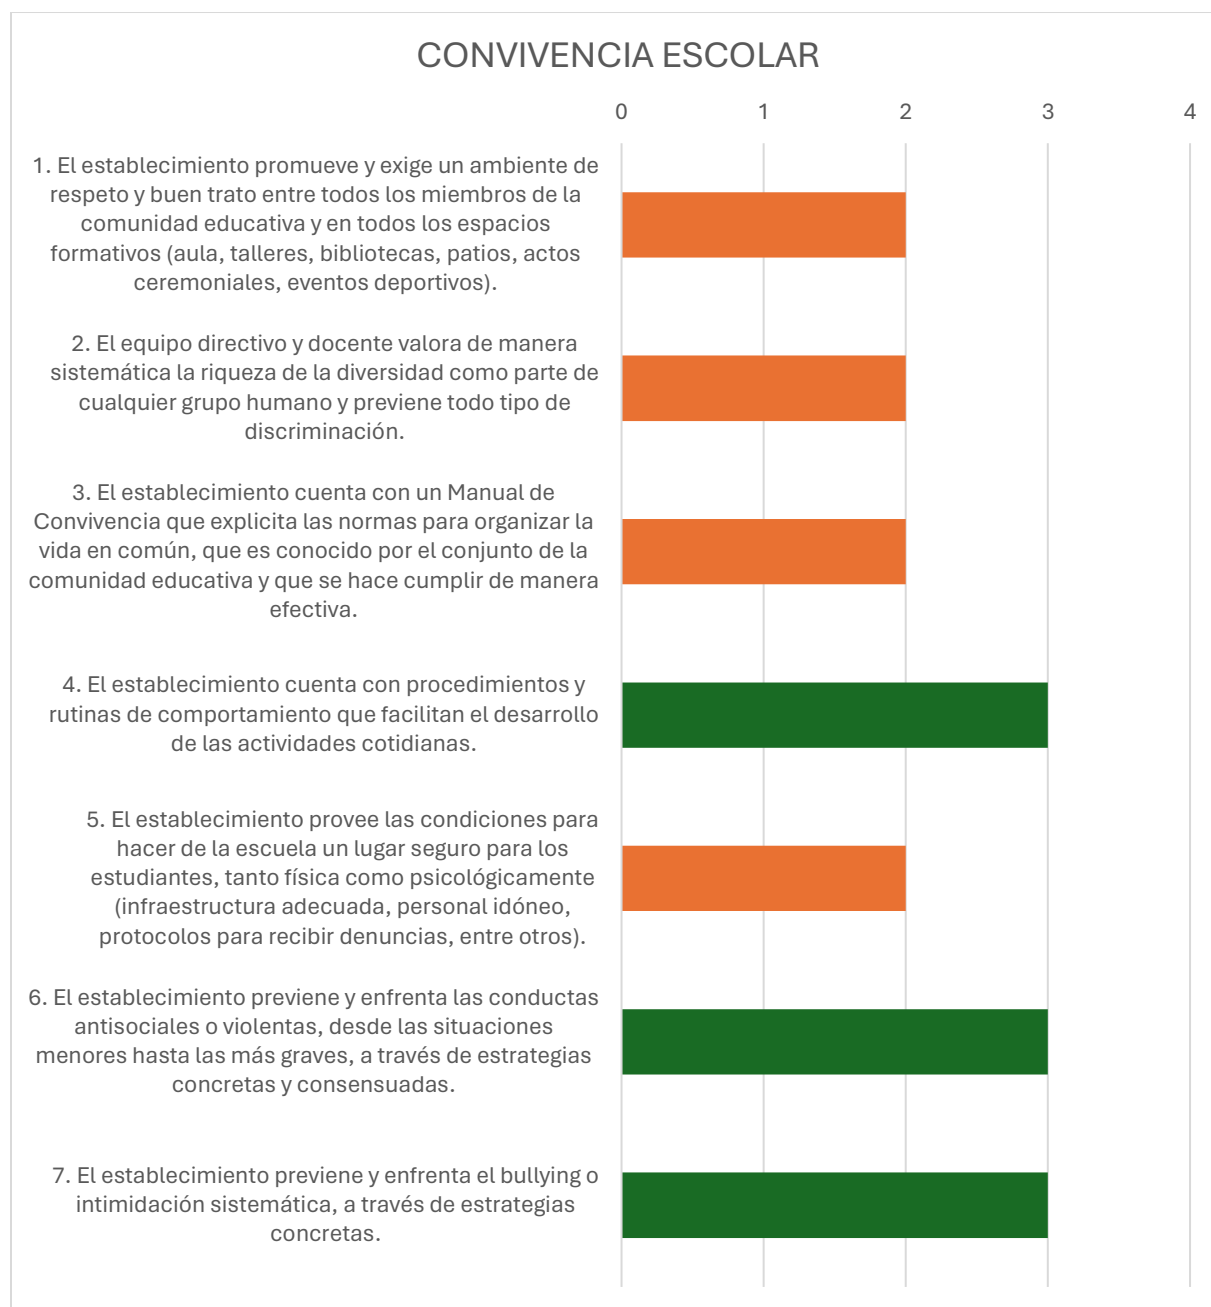 CONVIVENCIA ESCOLAR
0 1 2 3 4
1. El establecimiento promueve y exige un ambiente de
respeto y buen trato entre todos los miembros de la
comunidad educativa y en todos los espacios
formativos (aula, talleres, bibliotecas, patios, actos
ceremoniales, eventos deportivos).
2. El equipo directivo y docente valora de manera
sistemática la riqueza de la diversidad como parte de
cualquier grupo humano y previene todo tipo de
discriminación.
3. El establecimiento cuenta con un Manual de
Convivencia que explicita las normas para organizar la
vida en común, que es conocido por el conjunto de la
comunidad educativa y que se hace cumplir de manera
efectiva.
4. El establecimiento cuenta con procedimientos y
rutinas de comportamiento que facilitan el desarrollo
de las actividades cotidianas.
5. El establecimiento provee las condiciones para
hacer de la escuela un lugar seguro para los
estudiantes, tanto física como psicológicamente
(infraestructura adecuada, personal idóneo,
protocolos para recibir denuncias, entre otros).
6. El establecimiento previene y enfrenta las conductas
antisociales o violentas, desde las situaciones
menores hasta las más graves, a través de estrategias
concretas y consensuadas.
7. El establecimiento previene y enfrenta el bullying o
intimidación sistemática, a través de estrategias
concretas.